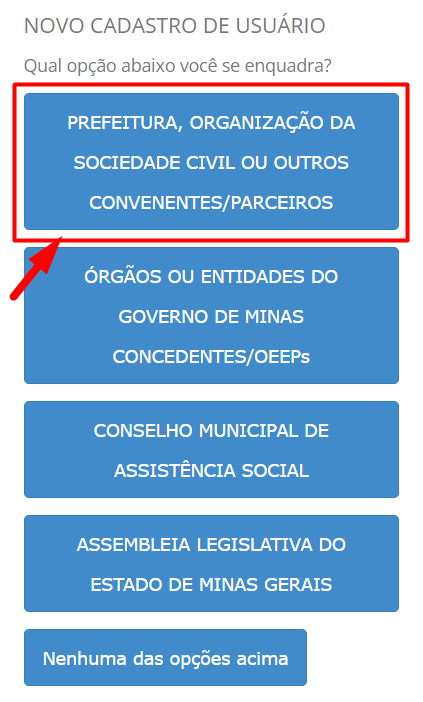 NOVO CADASTRO DE USUÁRIO
Qual opção abaixo você se enquadra?
PREFEITURA, ORGANIZAÇÃO DA
SOCIEDADE CIVIL OU OUTROS
CONVENENTES/PARCEIROS
ÓRGÃOS OU ENTIDADES DO
GOVERNO DE MINAS
CONCEDENTES/OEEPs
CONSELHO MUNICIPAL DE
ASSISTÊNCIA SOCIAL
ASSEMBLEIA LEGISLATIVA DO
ESTADO DE MINAS GERAIS
Nenhuma das opções acima